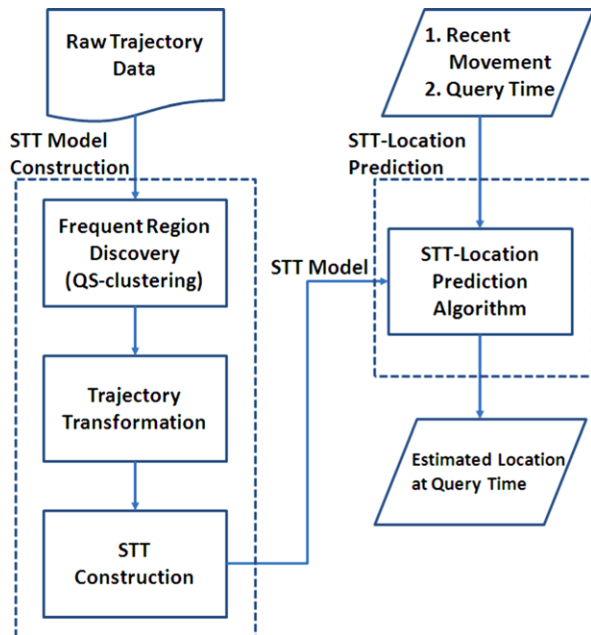 Raw Trajectory
Data
STT Model
Construction
Frequent Region
Discovery
(QS-clustering)
Trajectory
Transformation
STT
Construction
STT Model
1. Recent
Movement
2. Query Time
STT-Location
Prediction
STT-Location
Prediction
Algorithm
Estimated Location
at Query Time